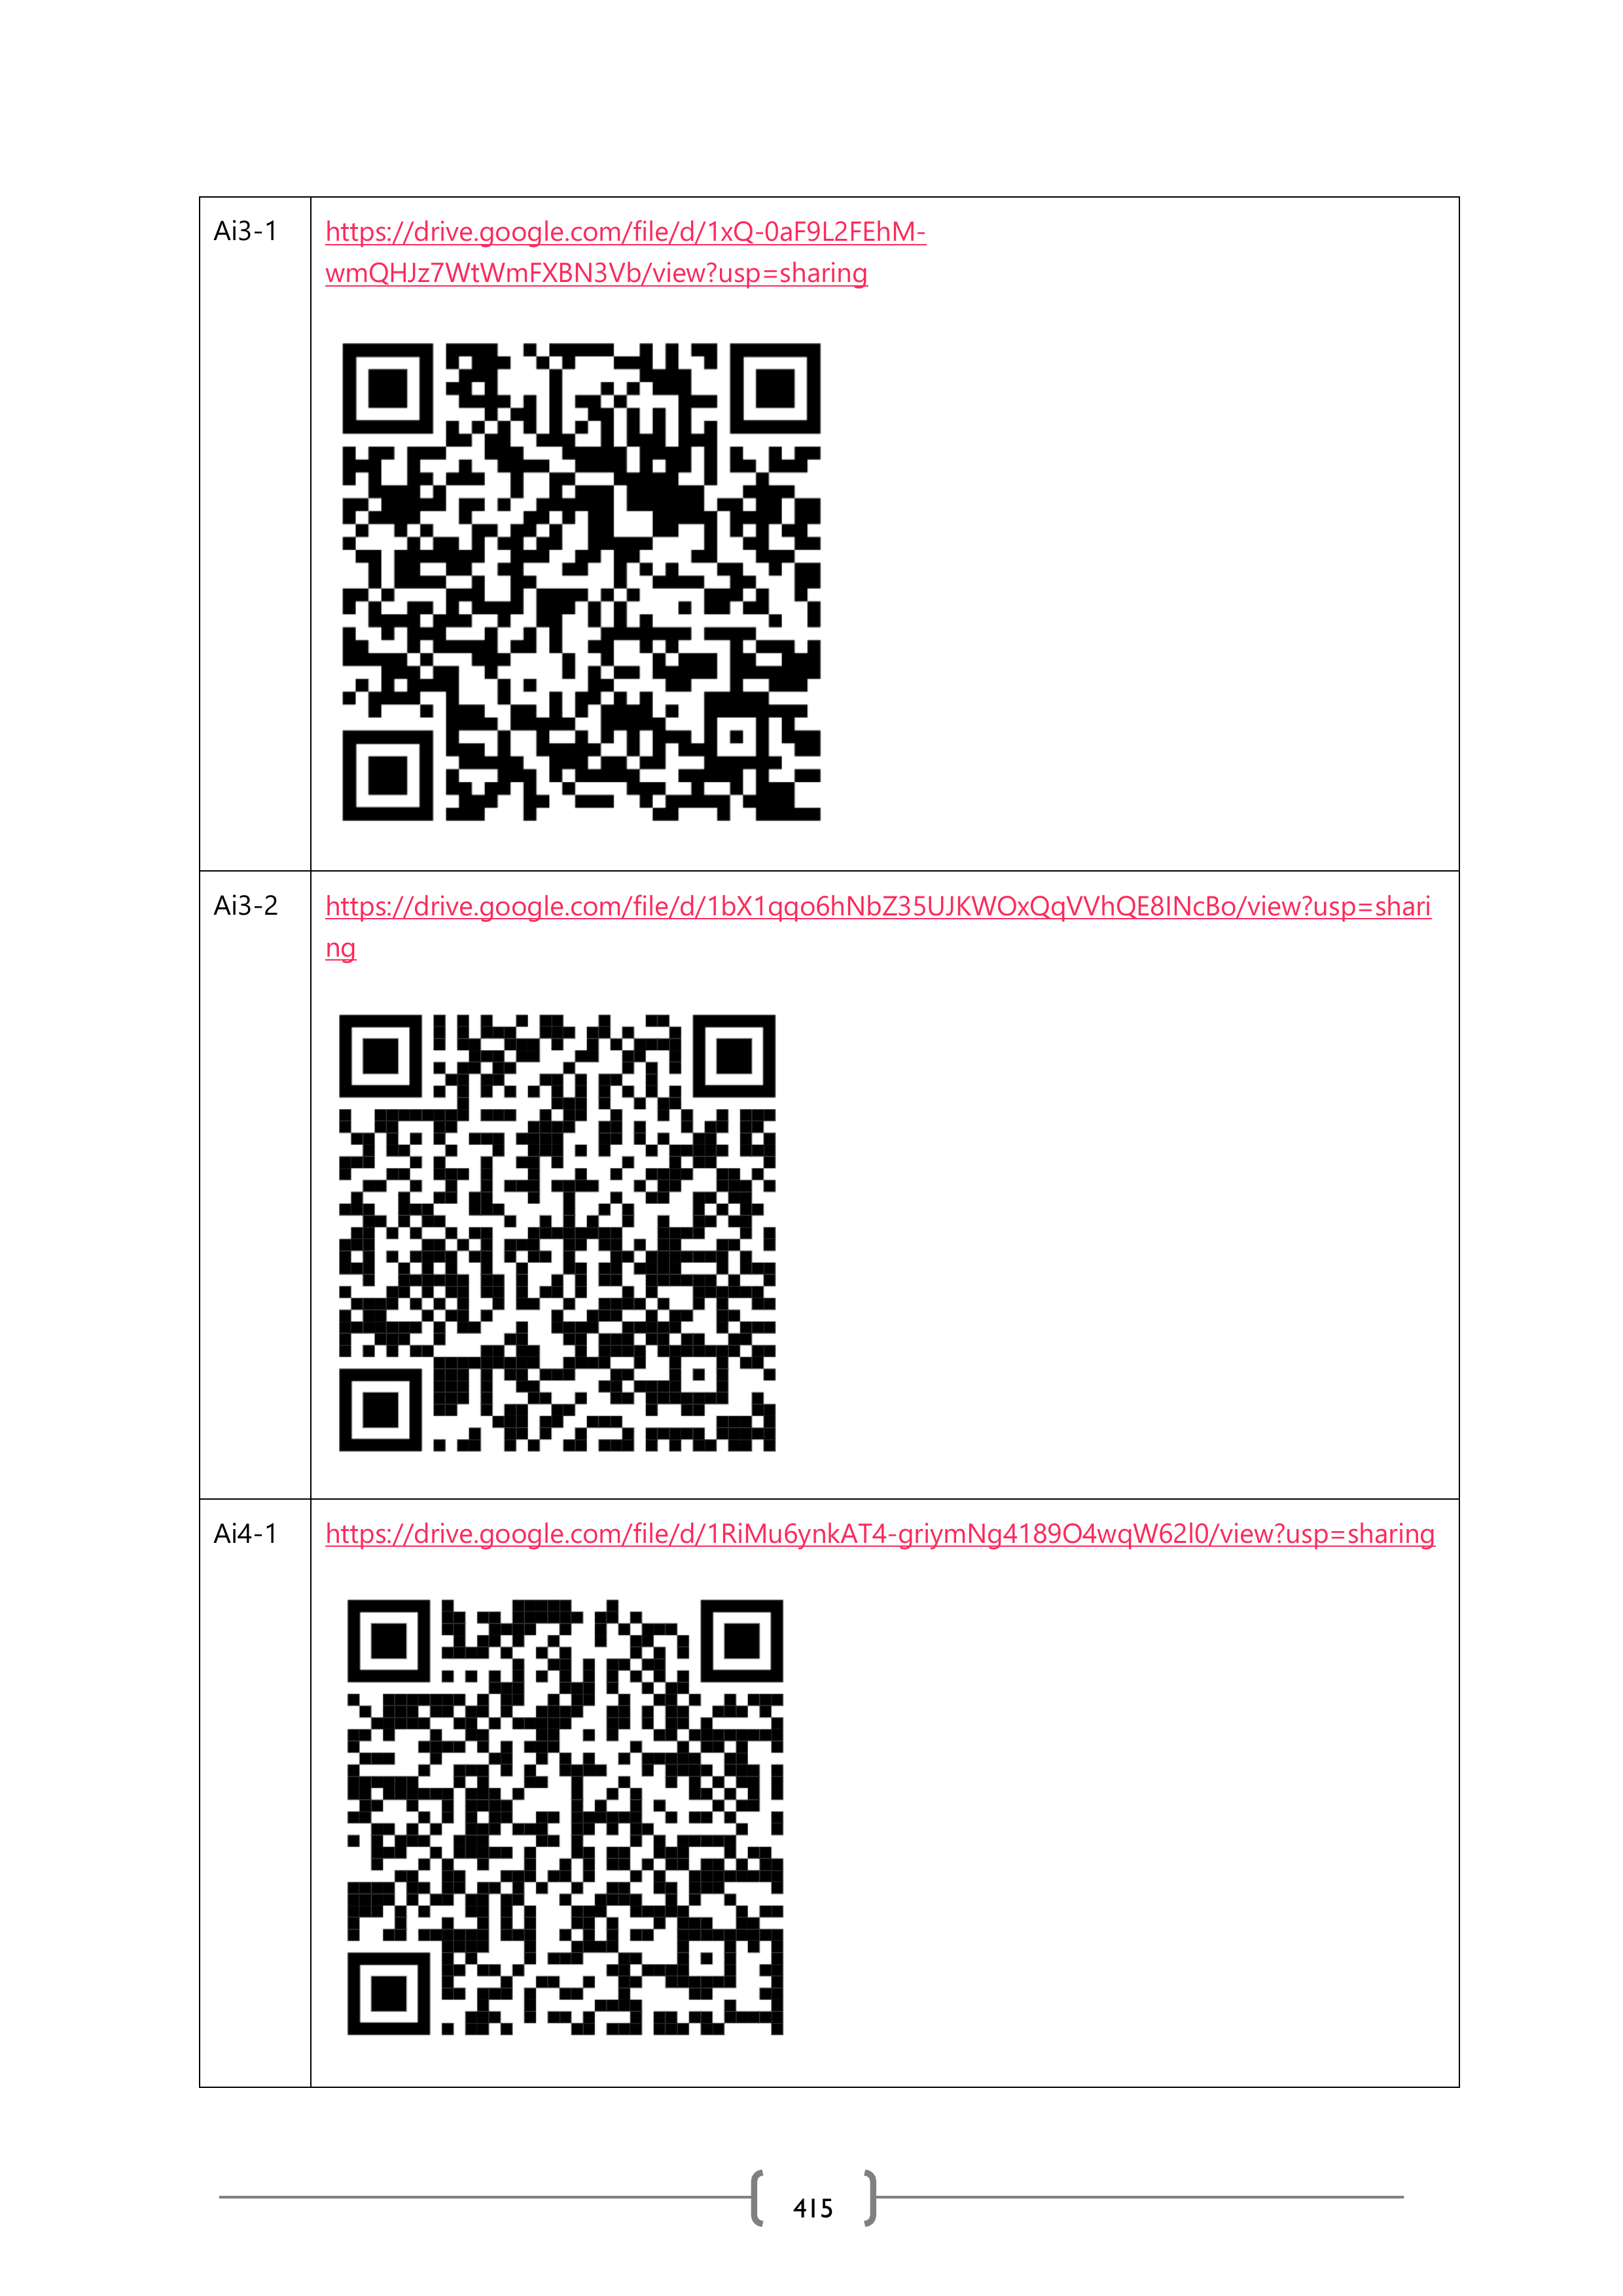 Ai3-1
https://drive.google.com/file/d/1xQ-0aF9L2FEhM-
wmQHJz7WtWmFXBN3Vb/view?usp=sharing
Ai3-2
https://drive.google.com/file/d/1bX1qqo6hNbZ35UJKWOxQqVVhQE8INcBo/view?usp=shari
ng
Ai4-1
https://drive.google.com/file/d/1RiMu6ynkAT4-griymNg4189O4wqW62l0/view?usp=sharing
415